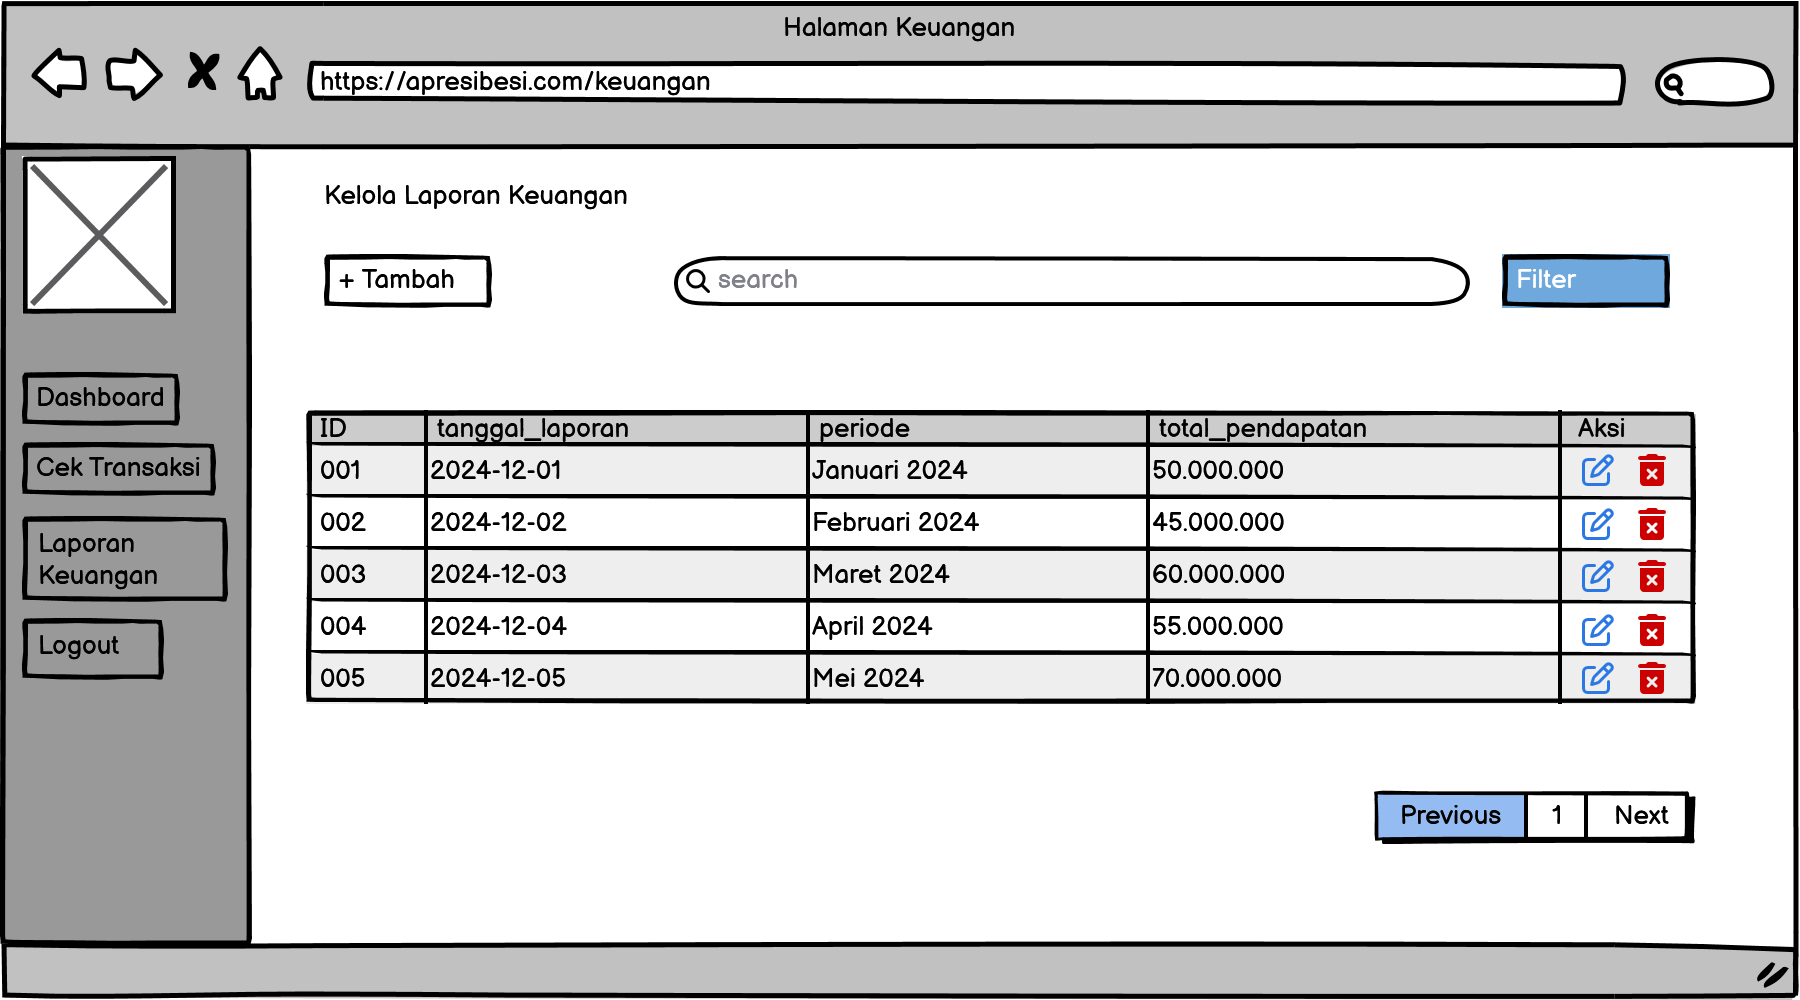 Halaman Keuangan
https://apresibesi.com/keuangan
Kelola Laporan Keuangan
+ Tambah
search
Filter
Dashboard
Cek Transaksi
Laporan
Keuangan
Logout
ID tanggal_laporan periode total_pendapatan Aksi
001 2024-12-01 Januari 2024 50.000.000
002 2024-12-02 Februari 2024 45.000.000
003 2024-12-03 Maret 2024 60.000.000
004 2024-12-04 April 2024 55.000.000
005 2024-12-05 Mei 2024 70.000.000
Previous 1 Next